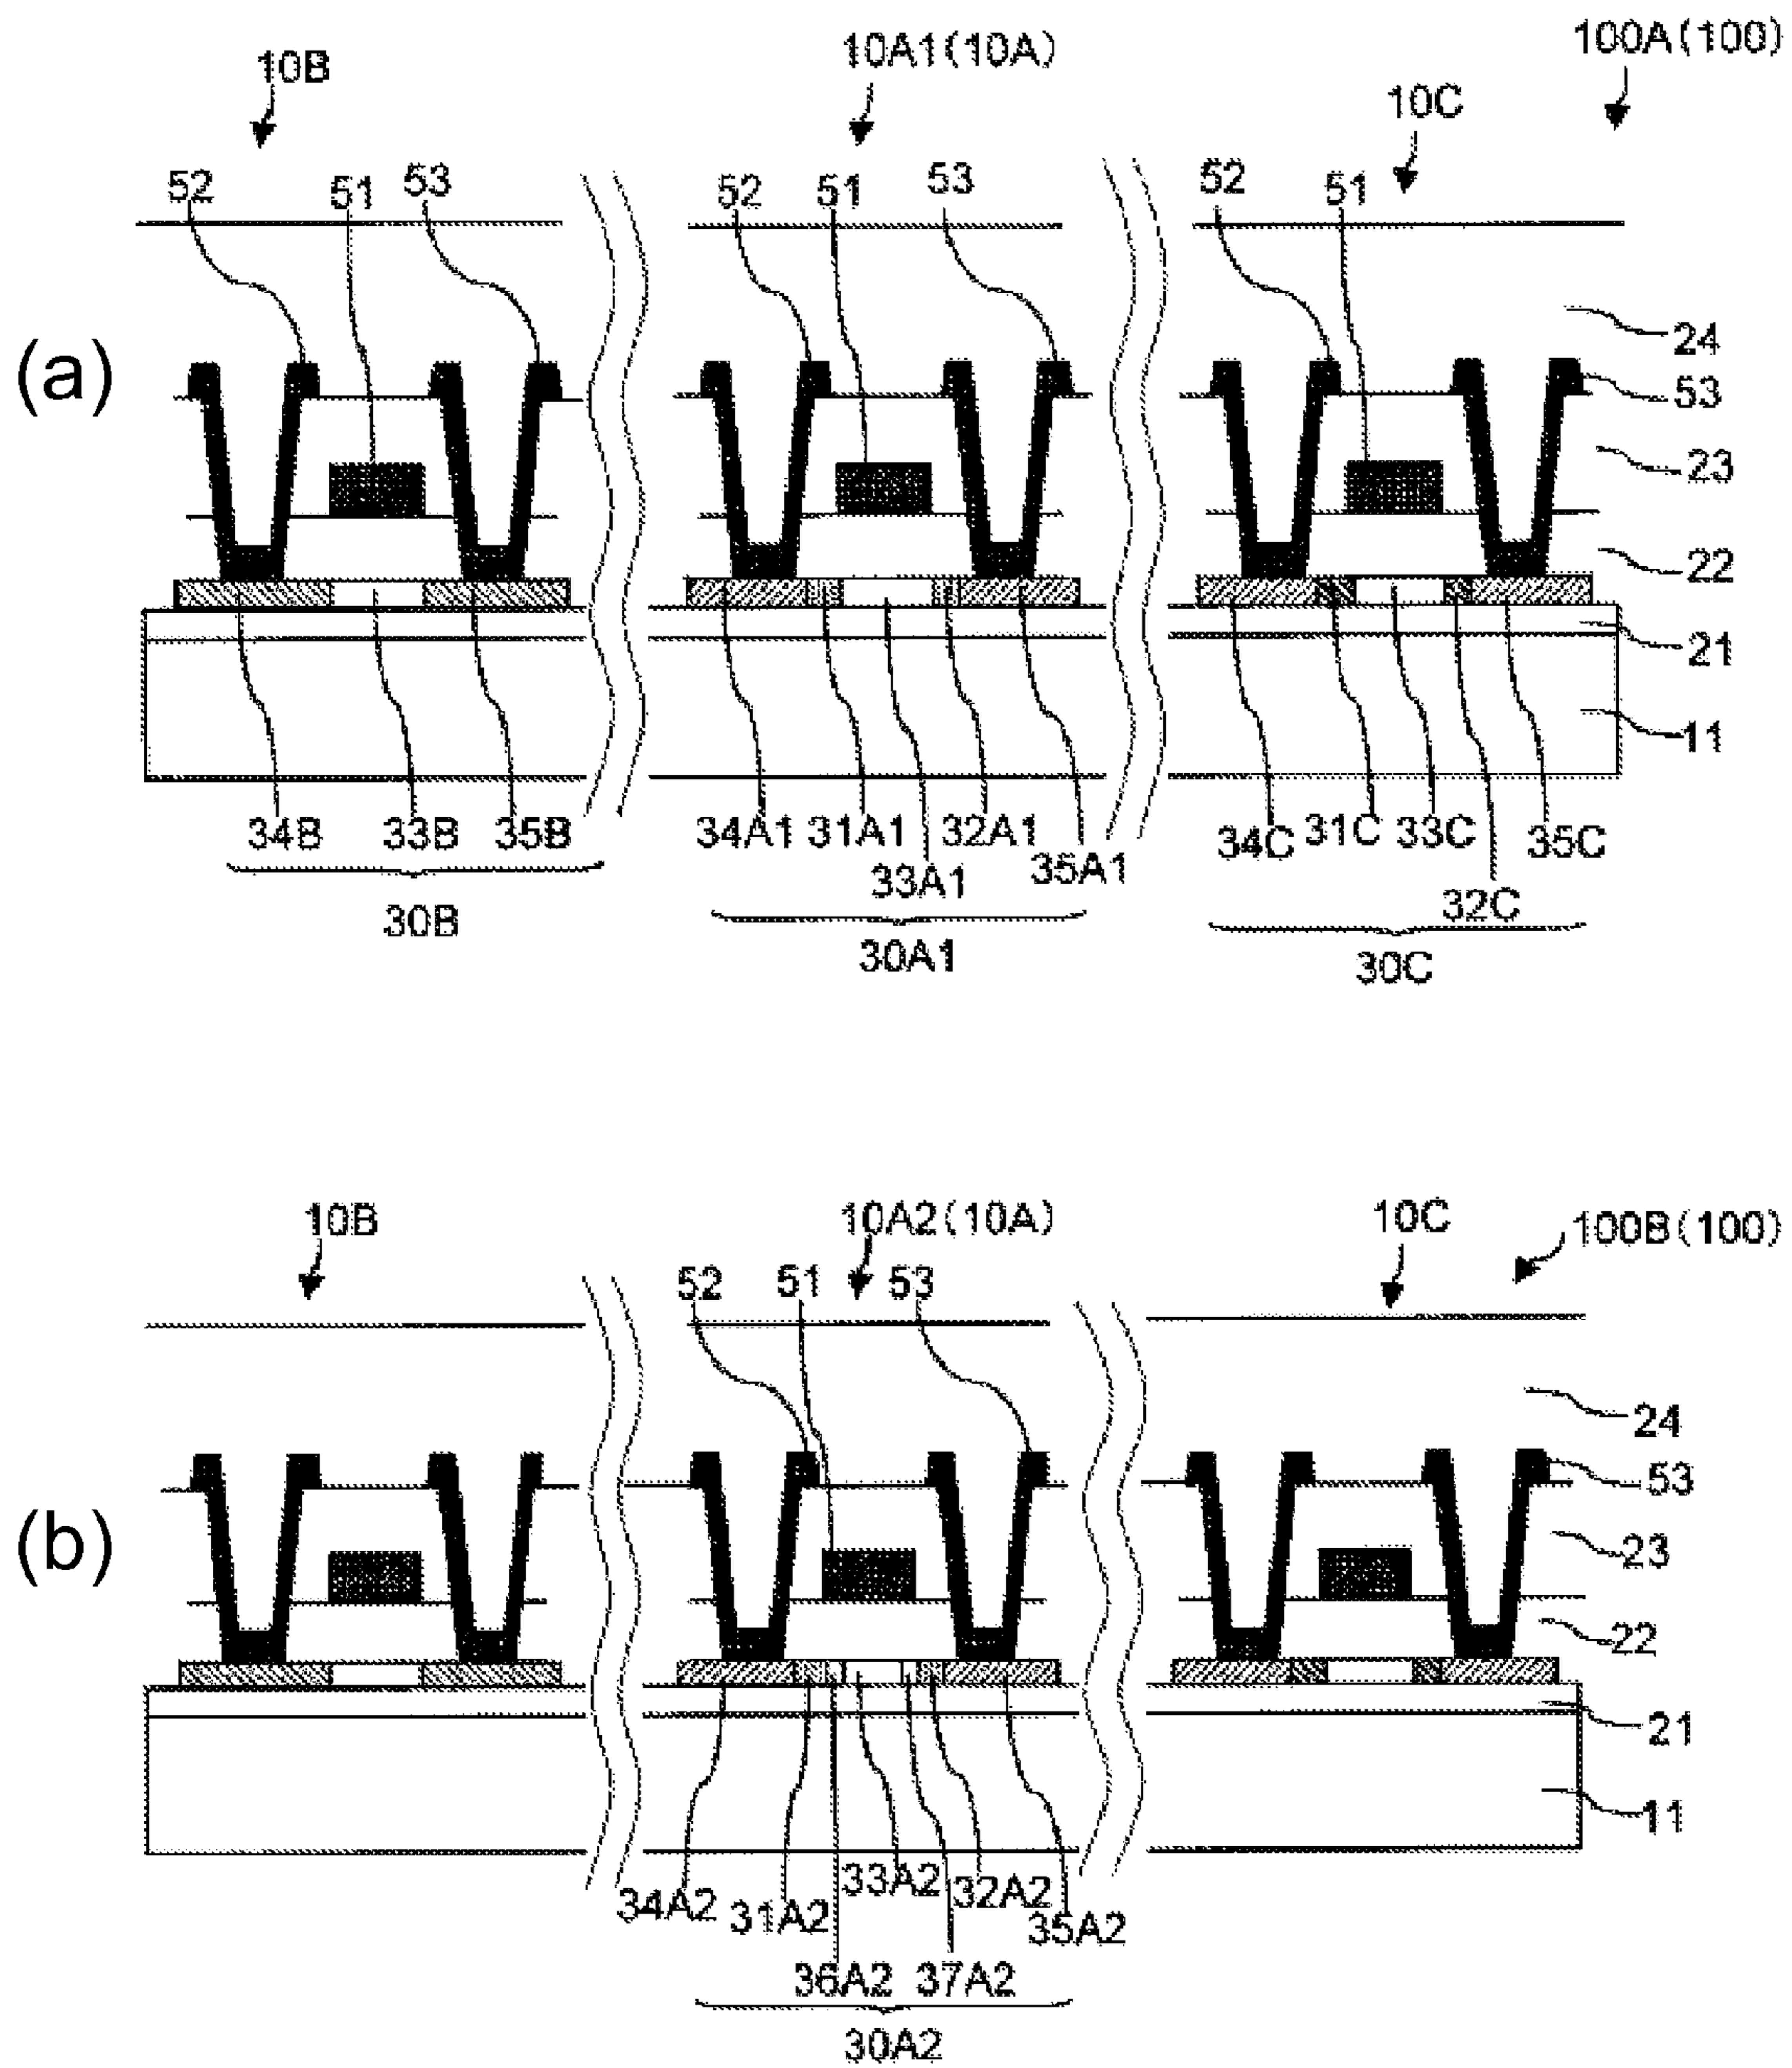 100A(100)
10B
10A1(10A)
10C
52 51 53 52 51 53 52 51
24
(a)
53
23
22
21
11
34B 33B 35B 34A1 31A1 32A1 34C 31C 33C 35C
33A1 35A1
32C
30B 30A1 30C
10B 10A2(10A) 10C 100B(100)
52 51 53
24
53
(b)
23
22
21
11
34A2 31A2 33A2 32A2 35A2
36A2 37A2
30A2